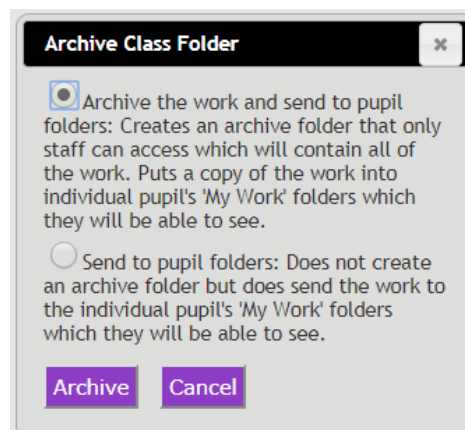 Archive Class Folder
Archive the work and send to pupil
folders: Creates an archive folder that only
staff can access which will contain all of
the work. Puts a copy of the work into
individual pupil's 'My Work' folders which
they will be able to see.
Send to pupil folders: Does not create
an archive folder but does send the work to
the individual pupil's 'My Work' folders
which they will be able to see.
Archive Cancel